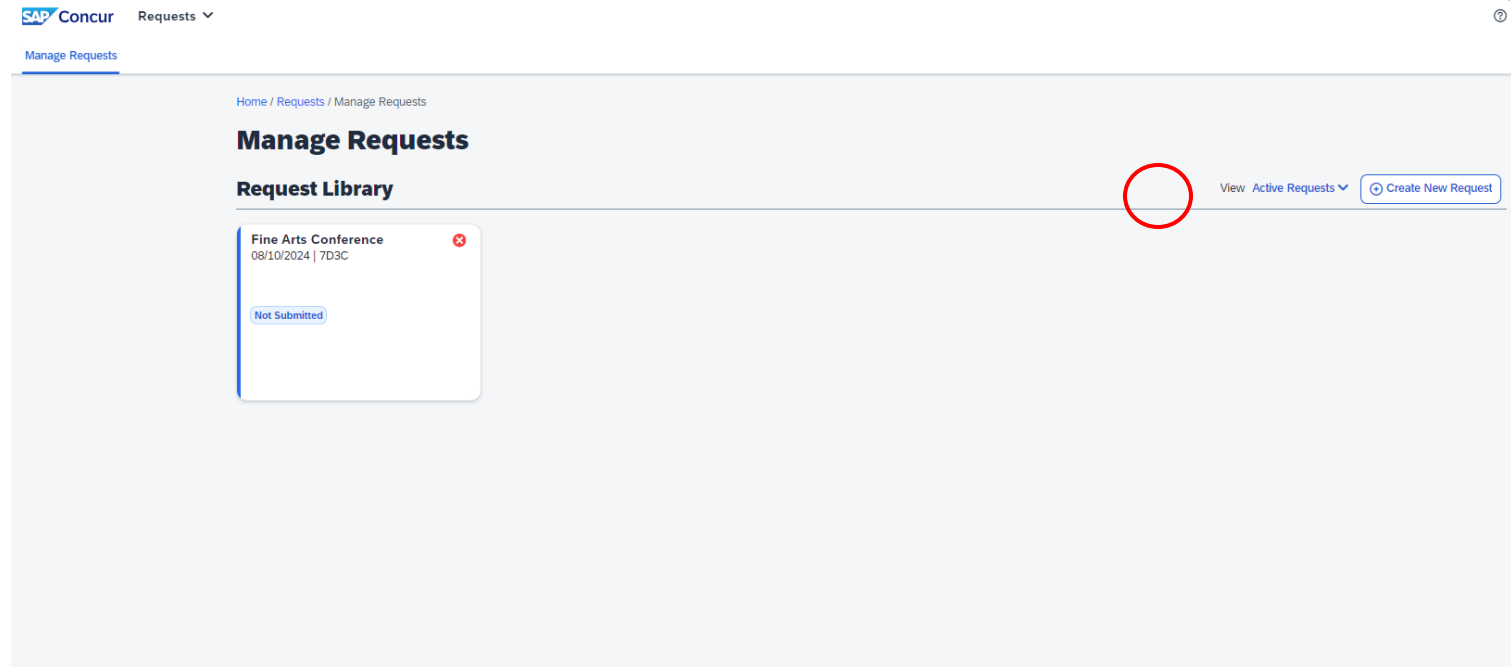 SAP Concur Requests
Manage Requests
Home / Requests / Manage Requests
Manage Requests
Request Library
View Active Requests
Create New Request
Fine Arts Conference
08/10/2024 | 7D3C
Not Submitted